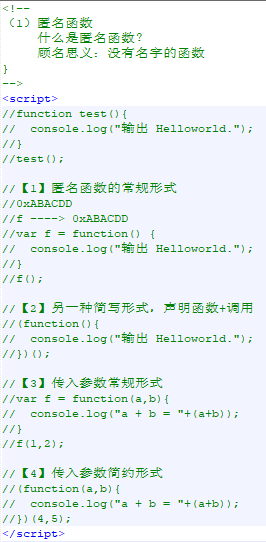 <!--
（1）匿名函数
什么是匿名函数？
顾名思义：没有名字的函数
}
-->
<script>
//function test(){
//  console.log("输出 Helloworld.");
//}
//test();
//【1】匿名函数的常规形式
//0xABACDD
//f ----> 0xABACDD
//var f = function() {
//  console.log("输出 Helloworld.");
//}
//f();
//【2】另一种简写形式，声明函数+调用
//(function(){
//  console.log("输出 Helloworld.");
//})();
//【3】传入参数常规形式
//var f = function(a,b){
//  console.log("a + b = "+(a+b));
//}
//f(1,2);
//【4】传入参数简约形式
//(function(a,b){
//  console.log("a + b = "+(a+b));
//})(4,5);
</script>